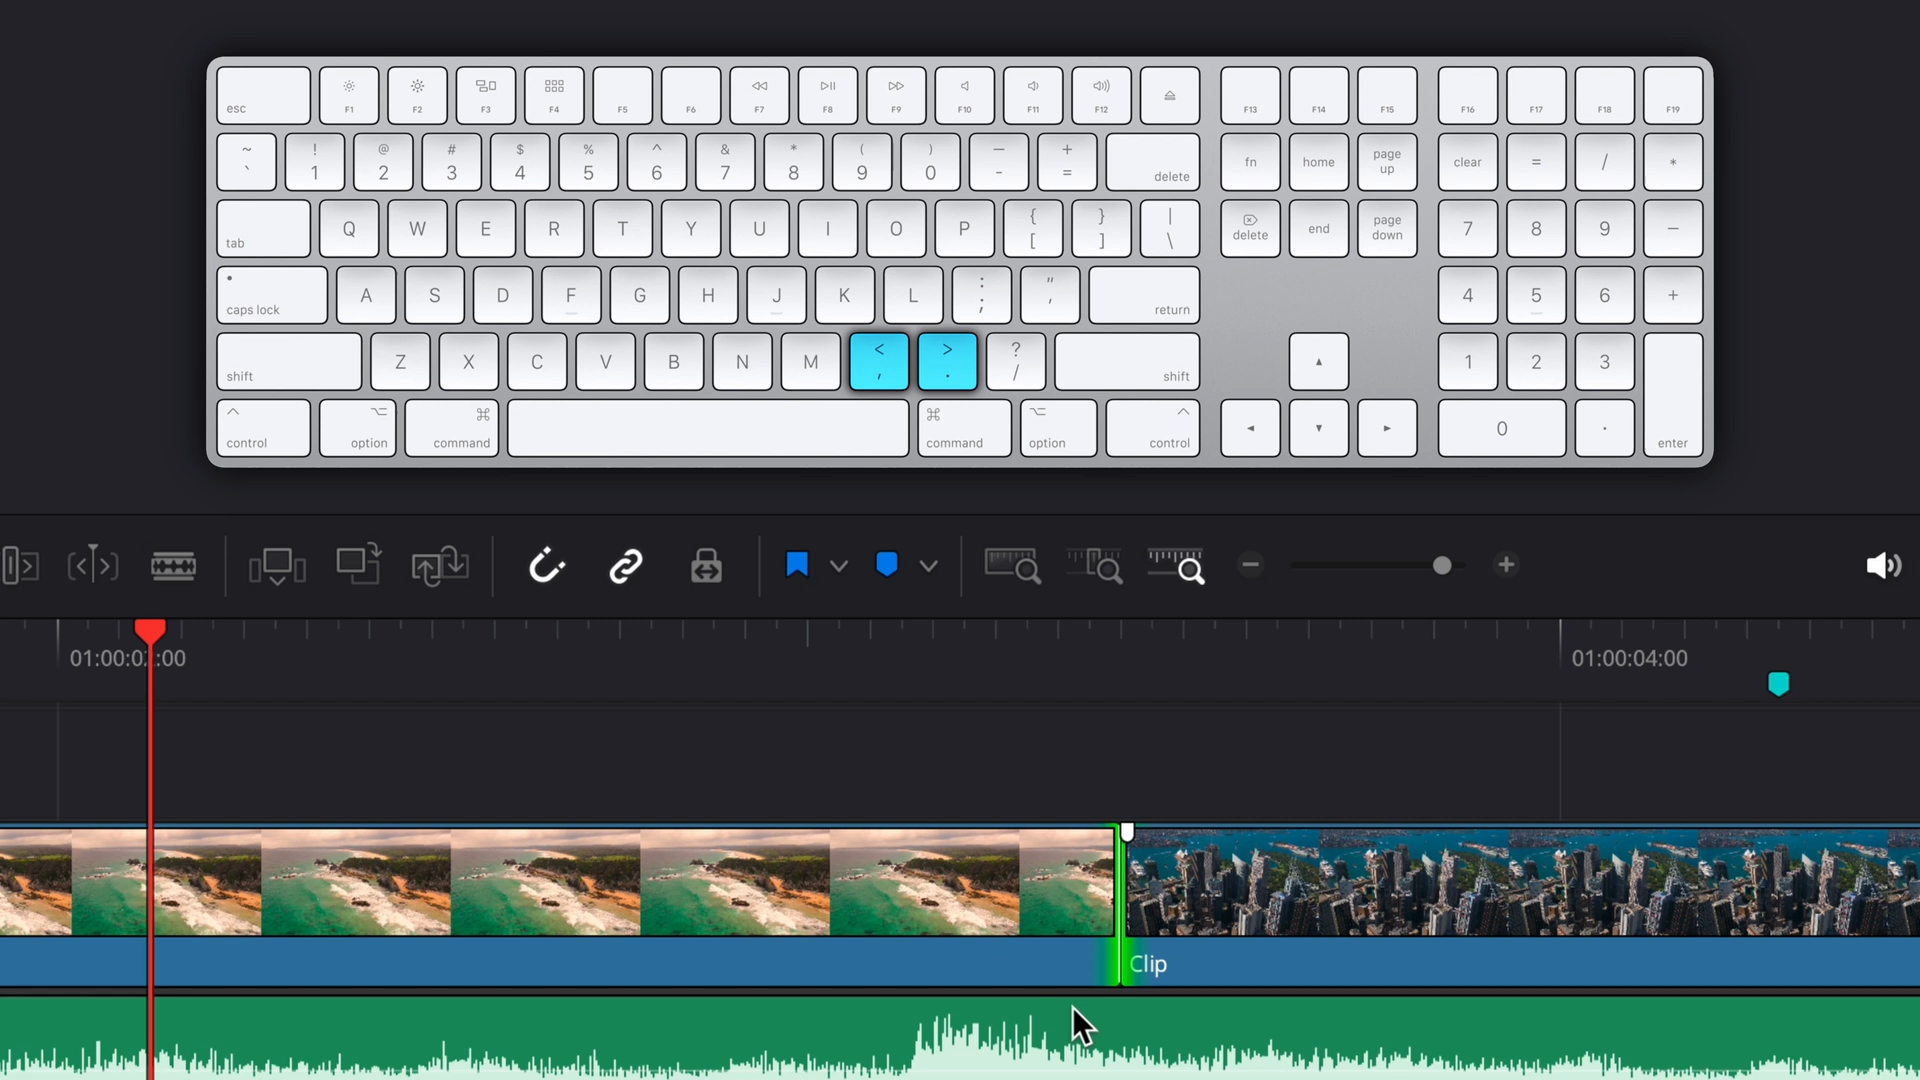 esc F1 F2 F3 F4 F5 F6 F7 F8 F9 F10 F11 F12 F13 F14 F15 F16 F17 F18 F19
~ ! @ # $ % ^ & * ( ) — +
` 1 2 3 4 5 6 7 8 9 0 - = delete fn home page up clear = / *
tab Q W E R T Y U I O P { [ } ] | \ delete end page down 7 8 9 —
caps lock A S D F G H J K L : ; " ' return 4 5 6 +
shift Z X C V B N M < , > . ? / shift 1 2 3
control option command command option control 0 . enter
01:00:02:00 01:00:04:00
Clip